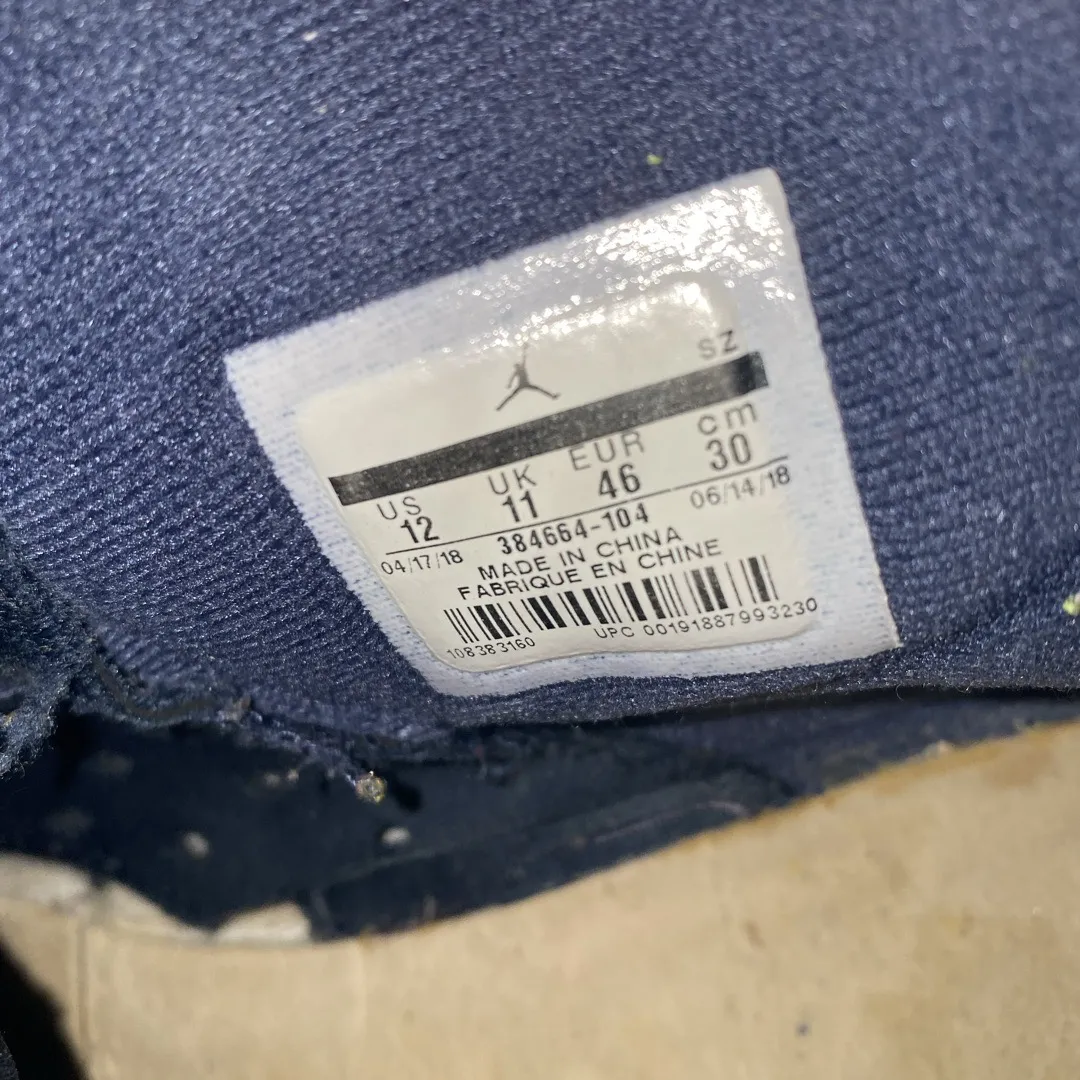 SZ
US UK EUR cm
12 11 46 30
04/17/18 384664-104 06/14/18
MADE IN CHINA
FABRIQUE EN CHINE
108383160 UPC 00191887993230